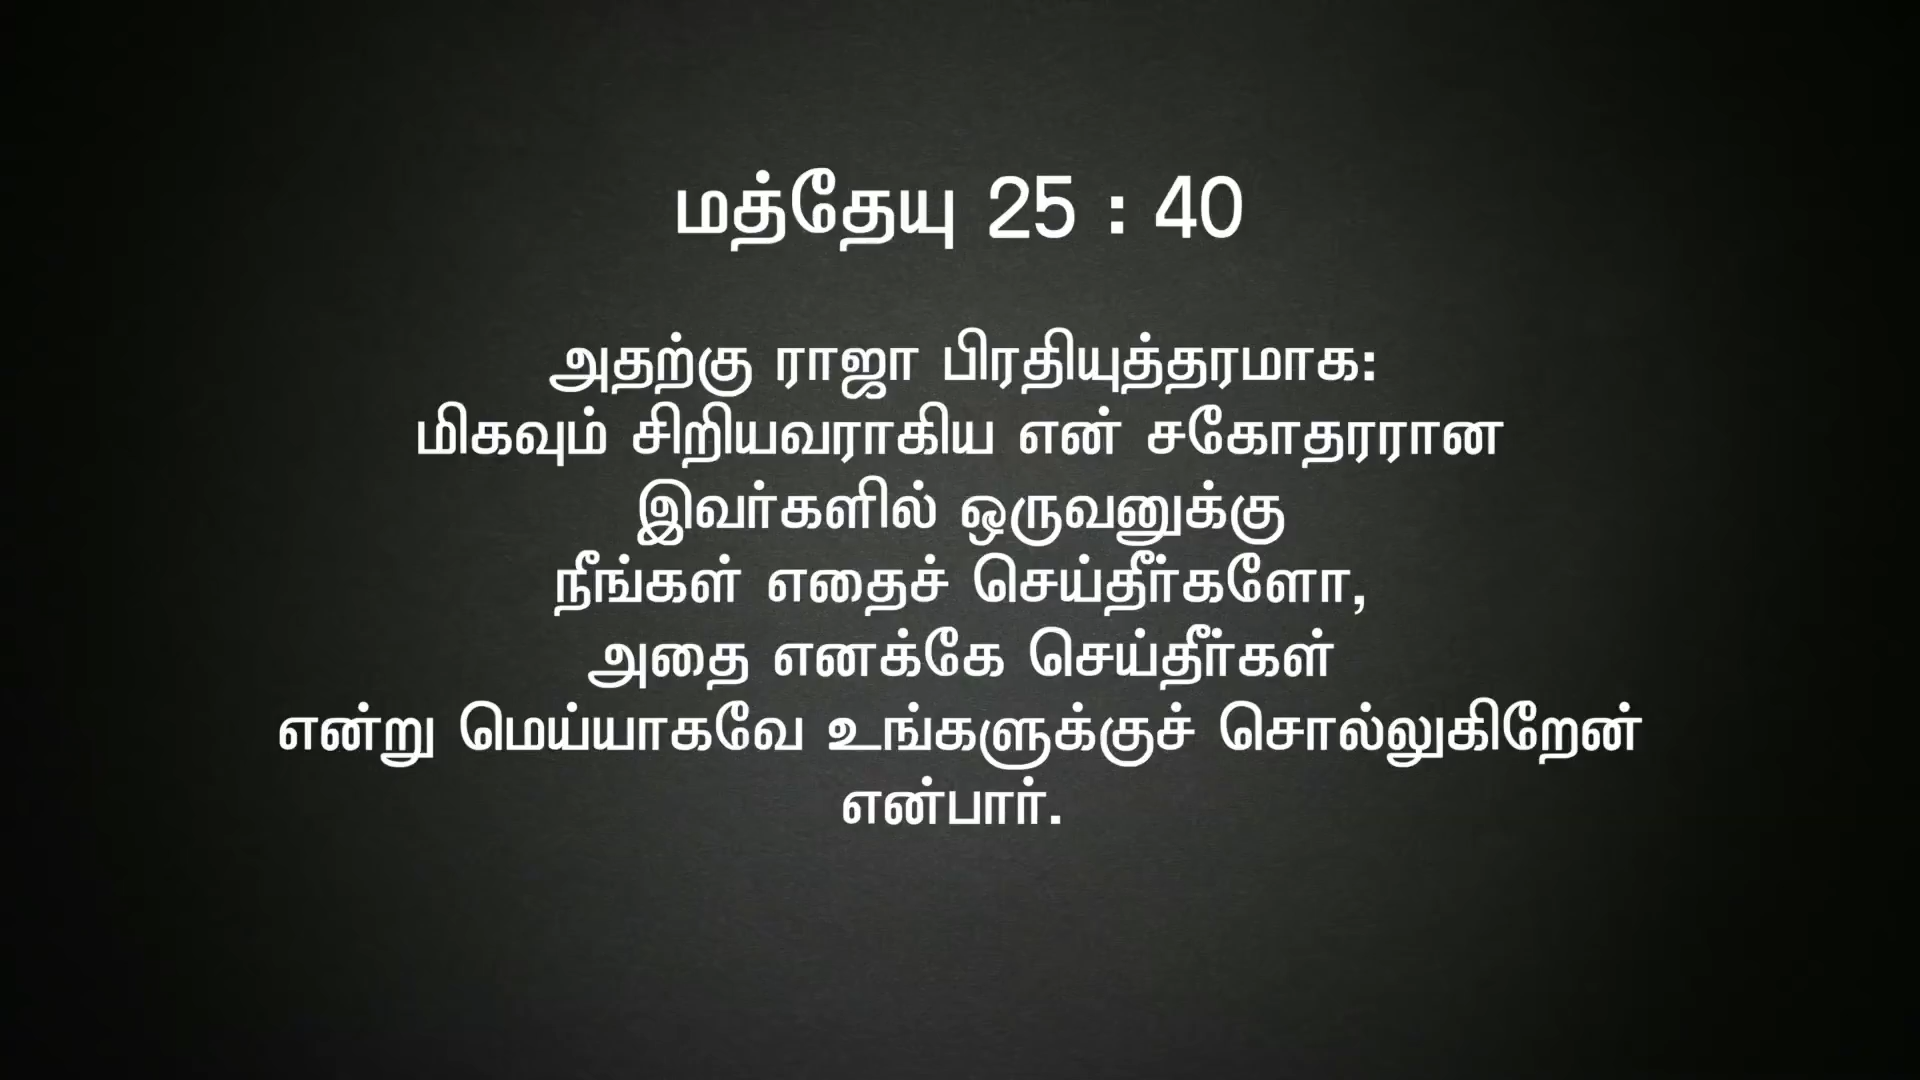 மத்தேயு 25 : 40
அதற்கு ராஜா பிரதியுத்தரமாக:
மிகவும் சிறியவராகிய என் சகோதரரான
இவர்களில் ஒருவனுக்கு
நீங்கள் எதைச் செய்தீர்களோ,
அதை எனக்கே செய்தீர்கள்
என்று மெய்யாகவே உங்களுக்குச் சொல்லுகிறேன்
என்பார்.